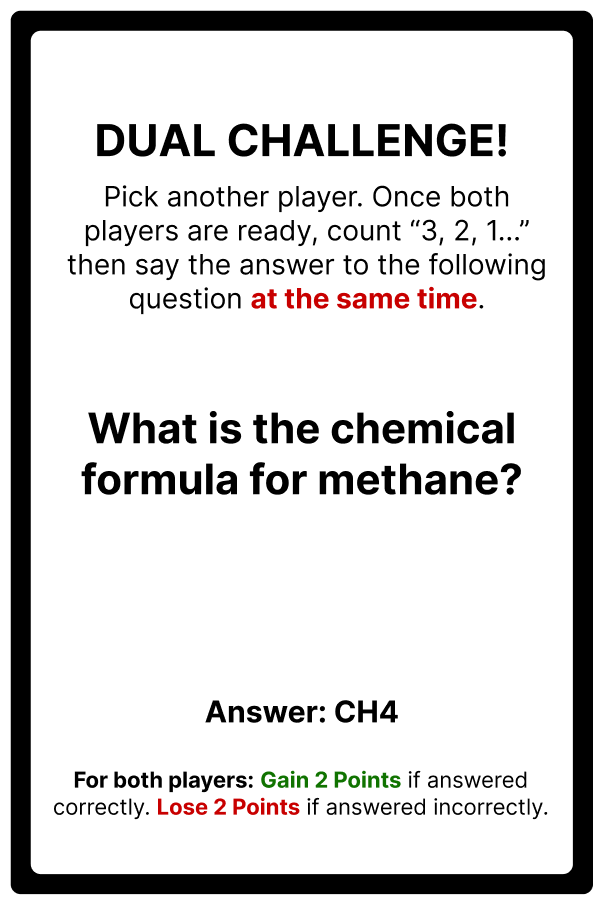 DUAL CHALLENGE!
Pick another player. Once both
players are ready, count “3, 2, 1...”
then say the answer to the following
question at the same time.
What is the chemical
formula for methane?
Answer: CH4
For both players: Gain 2 Points if answered
correctly. Lose 2 Points if answered incorrectly.